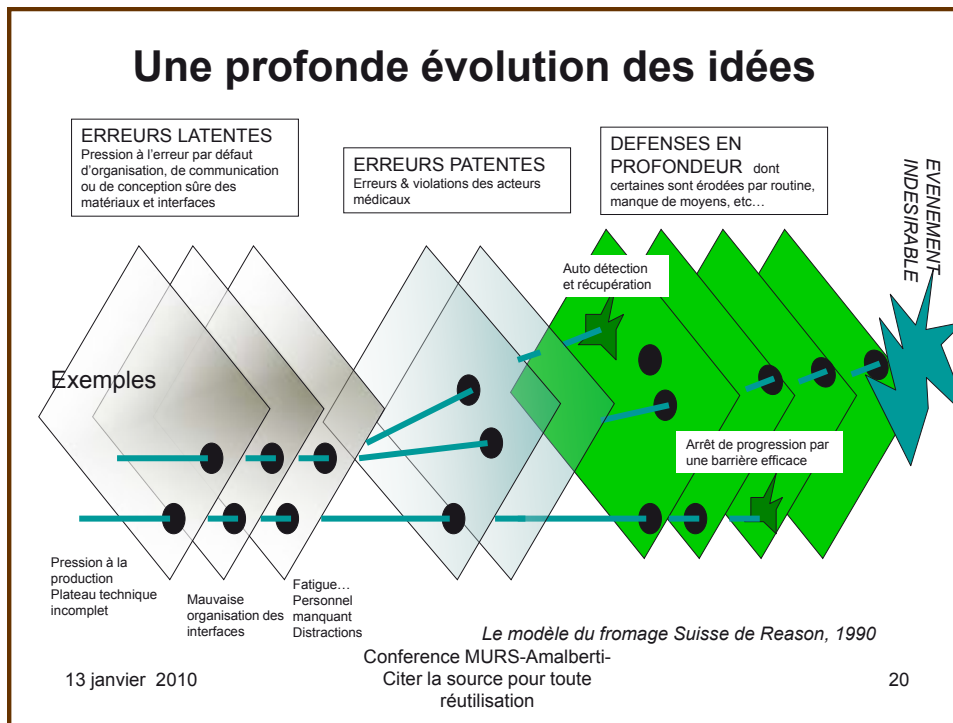 Une profonde évolution des idées
ERREURS LATENTES
Pression à l'erreur par défaut
d'organisation, de communication
ou de conception sûre des
matériaux et interfaces
ERREURS PATENTES
Erreurs & violations des acteurs
médicaux
DEFENSES EN
PROFONDEUR dont
certaines sont érodées par routine,
manque de moyens, etc…
EVENEMENT
INDESIRABLE
Auto détection
et récupération
Exemples
Arrêt de progression par
une barrière efficace
Pression à la
production
Plateau technique
incomplet
Mauvaise
organisation des
interfaces
Fatigue…
Personnel
manquant
Distractions
Le modèle du fromage Suisse de Reason, 1990
13 janvier 2010
Conference MURS-Amalberti-
Citer la source pour toute
réutilisation
20